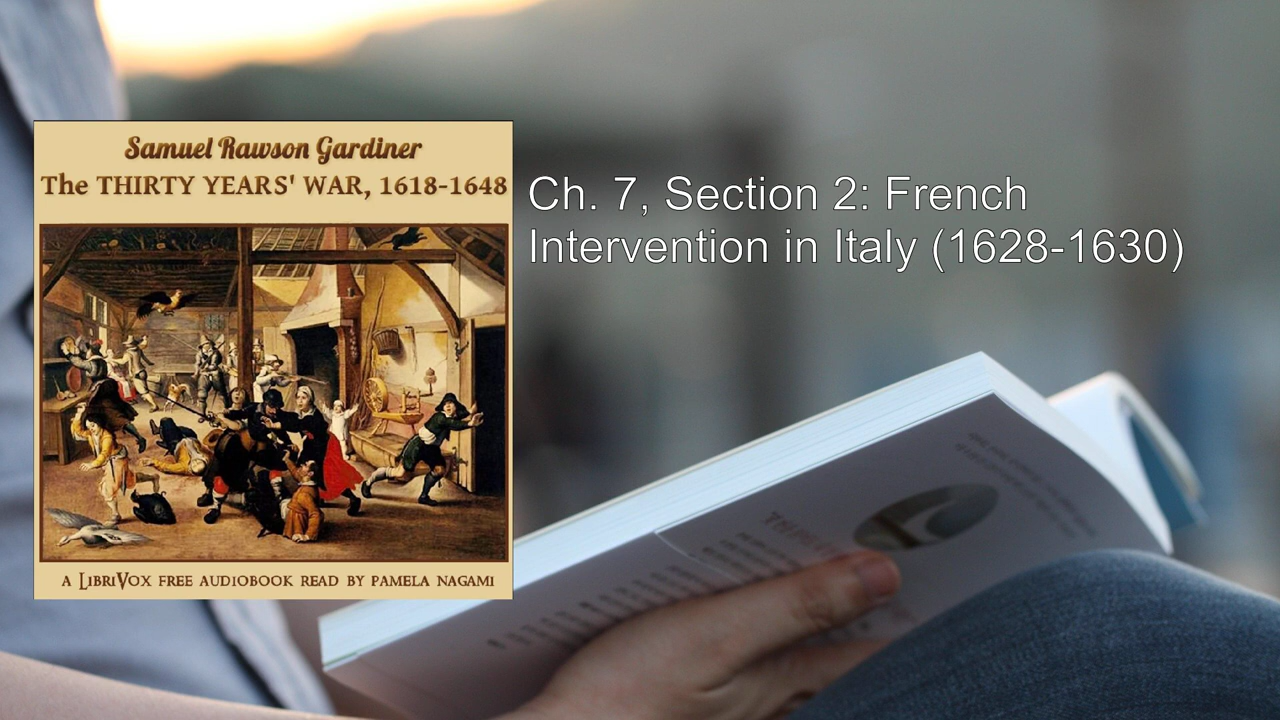 Samuel Rawson Gardiner
The THIRTY YEARS' WAR, 1618-1648
A LIBRIVOX FREE AUDIOBOOK READ BY PAMELA NAGAMI
Ch. 7, Section 2: French
Intervention in Italy (1628-1630)